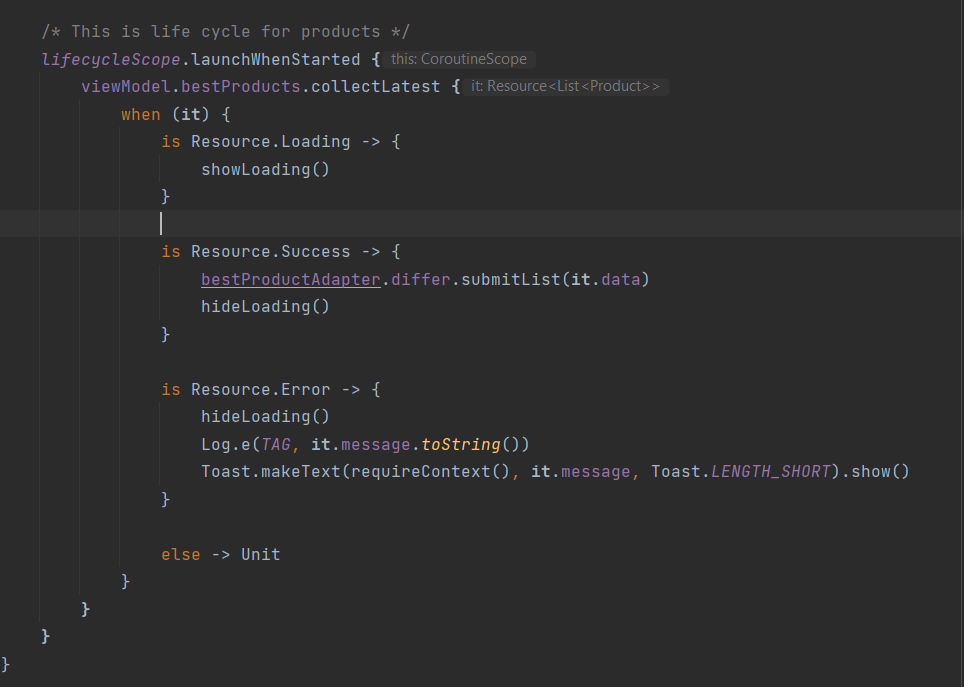 /* This is life cycle for products */
lifecycleScope.launchWhenStarted { this: CoroutineScope
viewModel.bestProducts.collectLatest { it: Resource<List<Product>>
when (it) {
is Resource.Loading -> {
showLoading()
}
is Resource.Success -> {
bestProductAdapter.differ.submitList(it.data)
hideLoading()
}
is Resource.Error -> {
hideLoading()
Log.e(TAG, it.message.toString())
Toast.makeText(requireContext(), it.message, Toast.LENGTH_SHORT).show()
}
else -> Unit
}
}
}
}